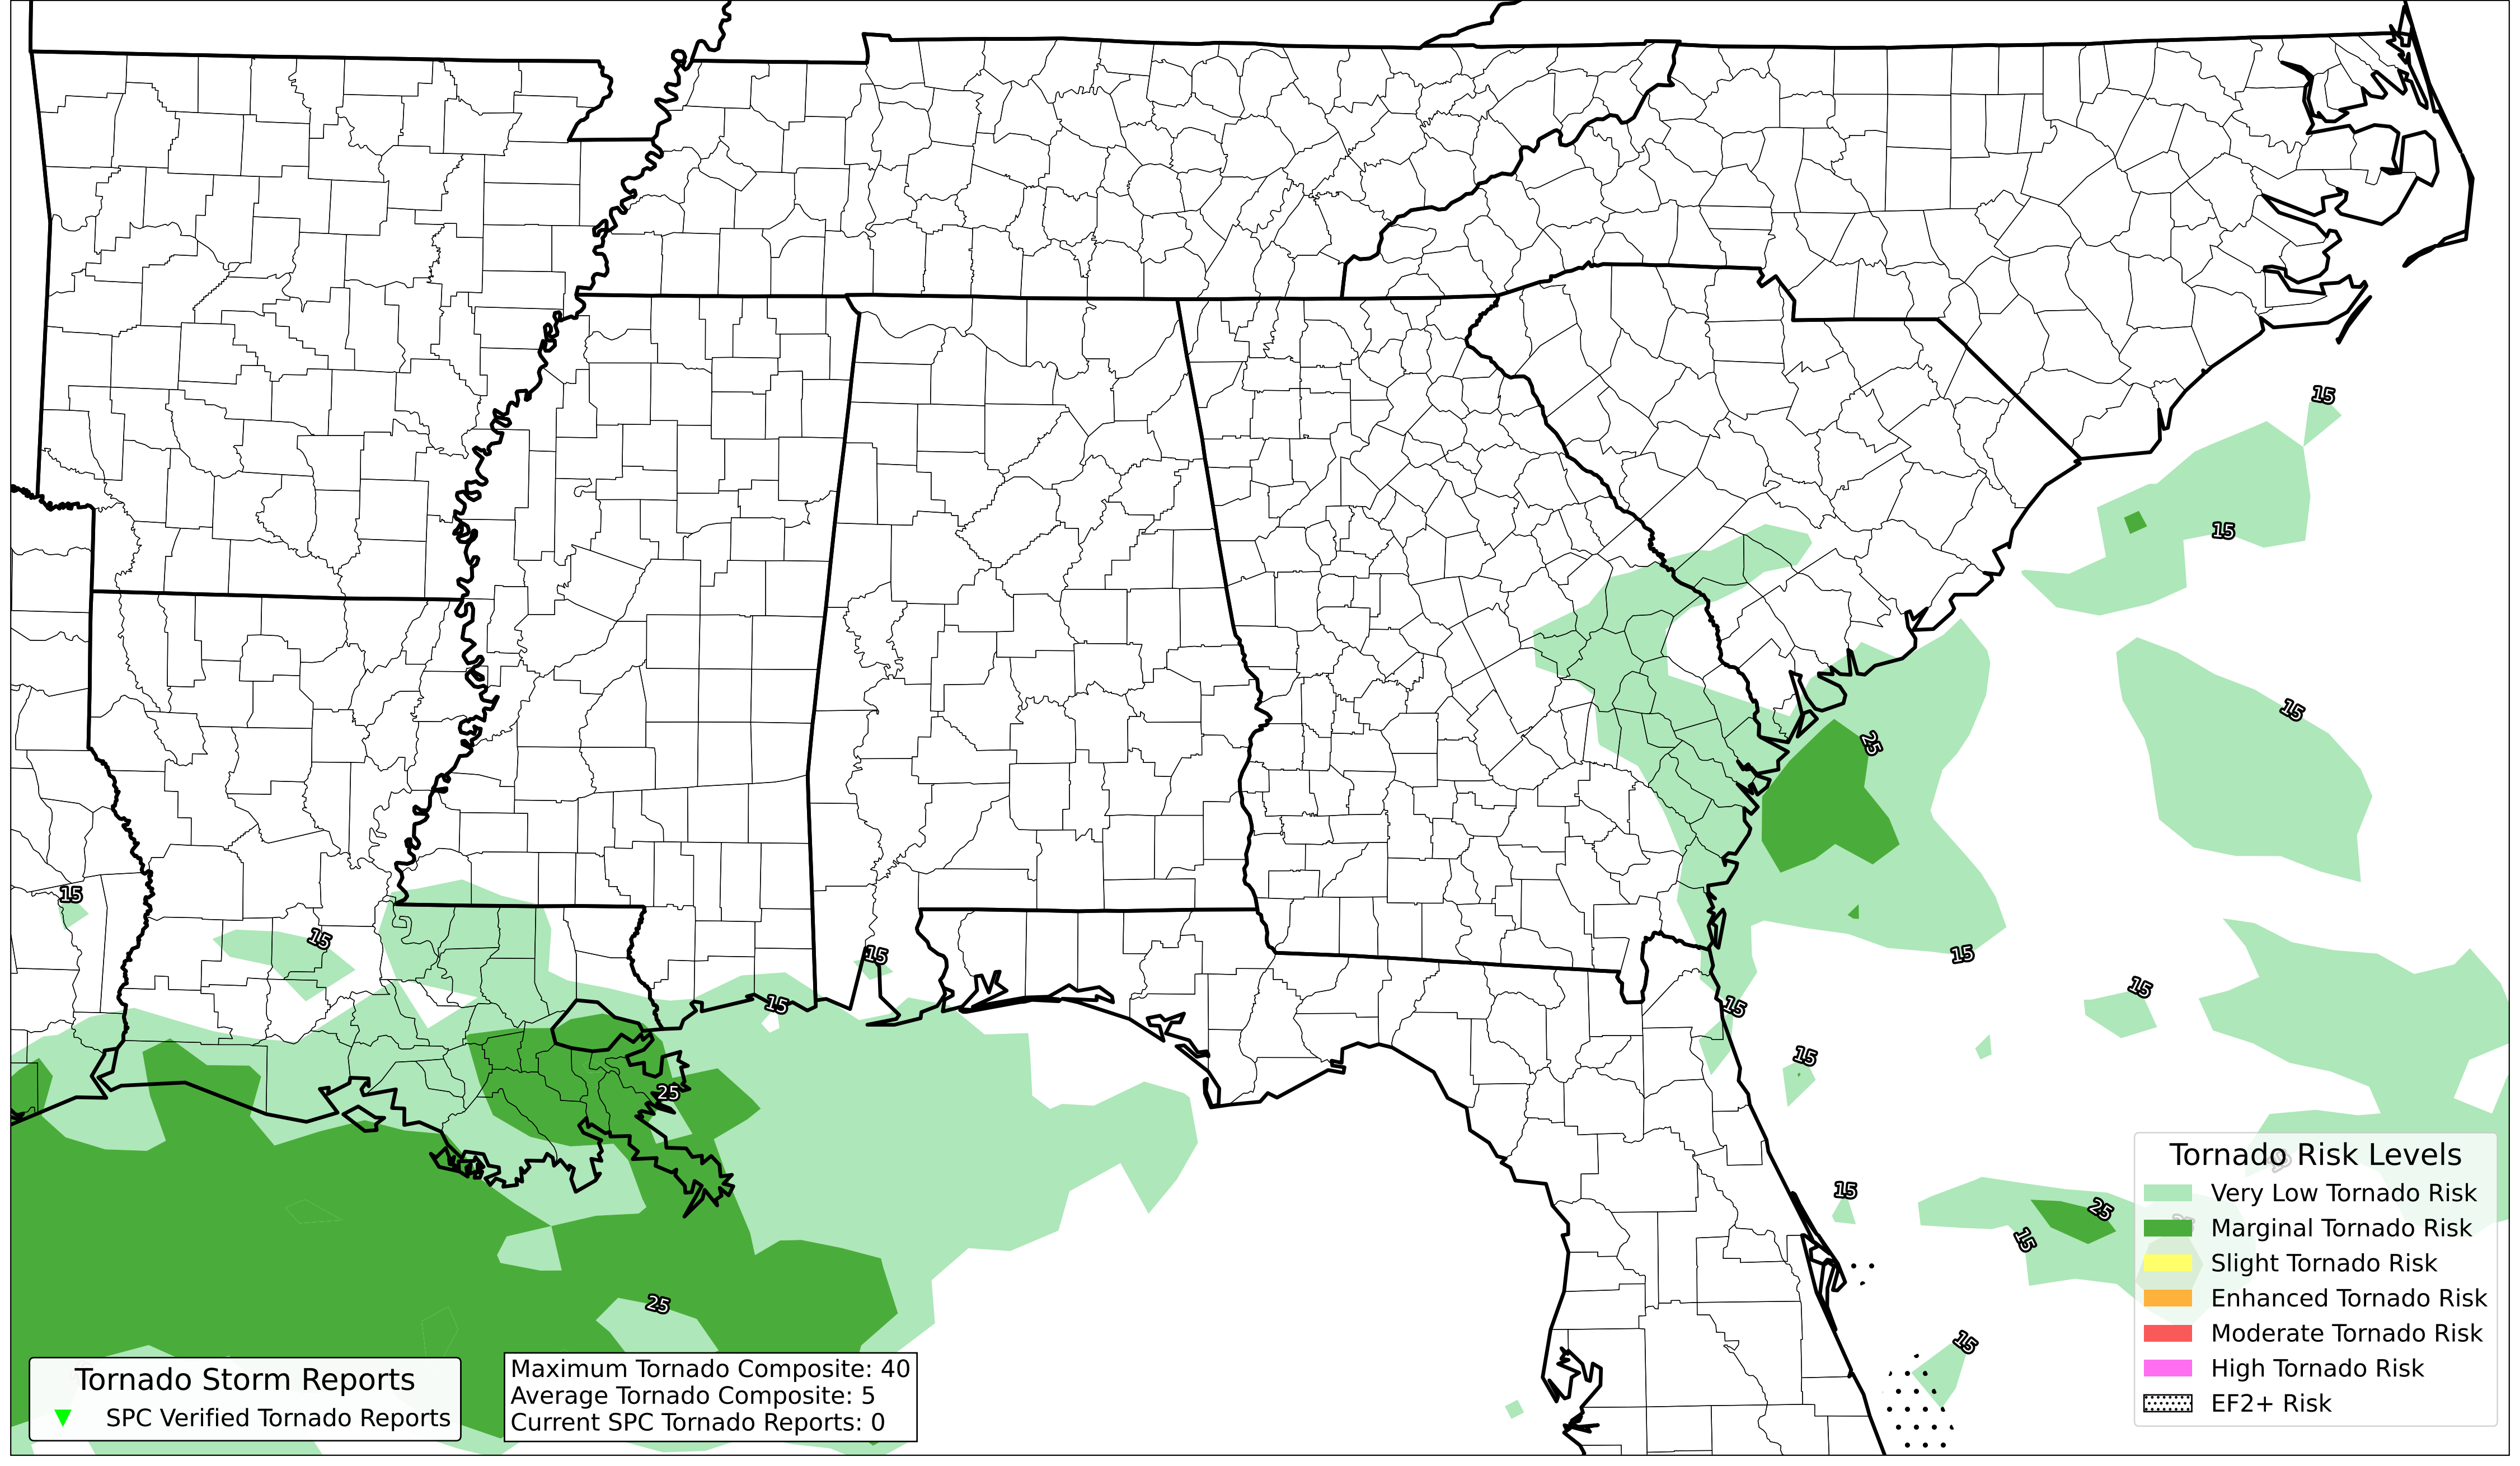 15
15
25
15
15
15
15
15
15
15
15
15
25
15
25
15
25
15
Tornado Risk Levels
Very Low Tornado Risk
Marginal Tornado Risk
Slight Tornado Risk
Enhanced Tornado Risk
Moderate Tornado Risk
High Tornado Risk
EF2+ Risk
Tornado Storm Reports
SPC Verified Tornado Reports
Maximum Tornado Composite: 40
Average Tornado Composite: 5
Current SPC Tornado Reports: 0